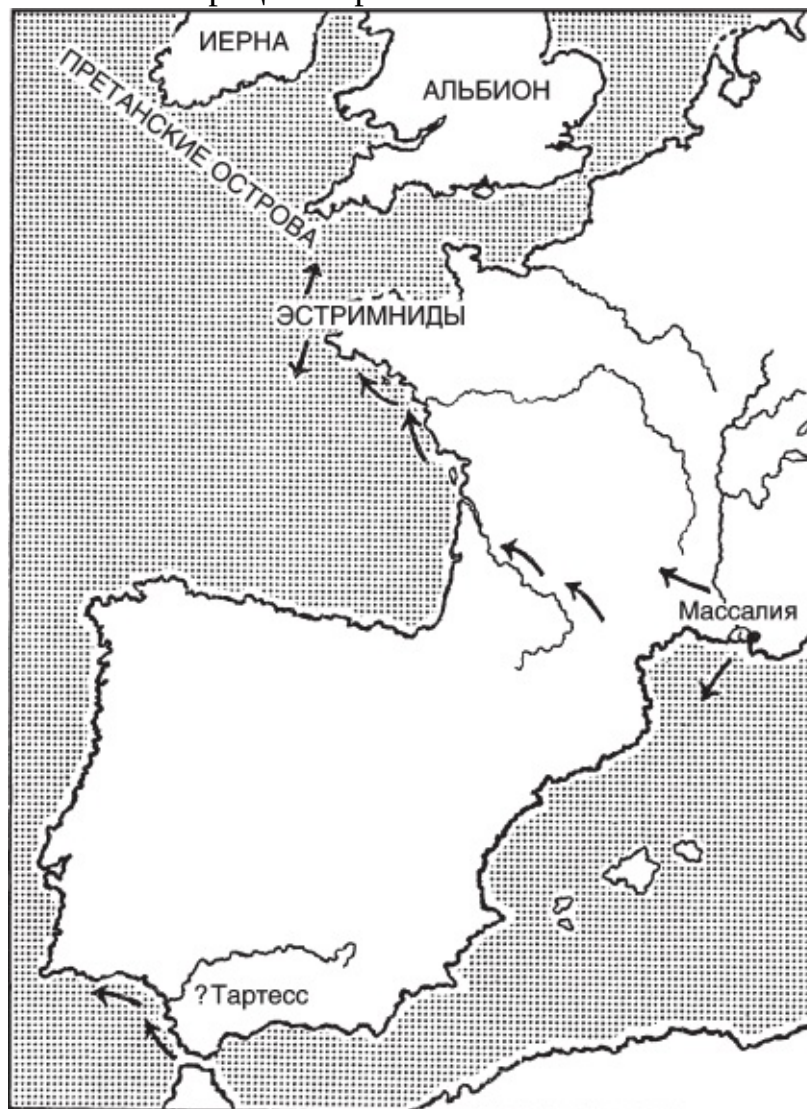 ИЕРНА
АЛЬБИОН
ПРЕТАНСКИЕ ОСТРОВА
ЭСТРИМНИДЫ
Массалия
?Тартесс